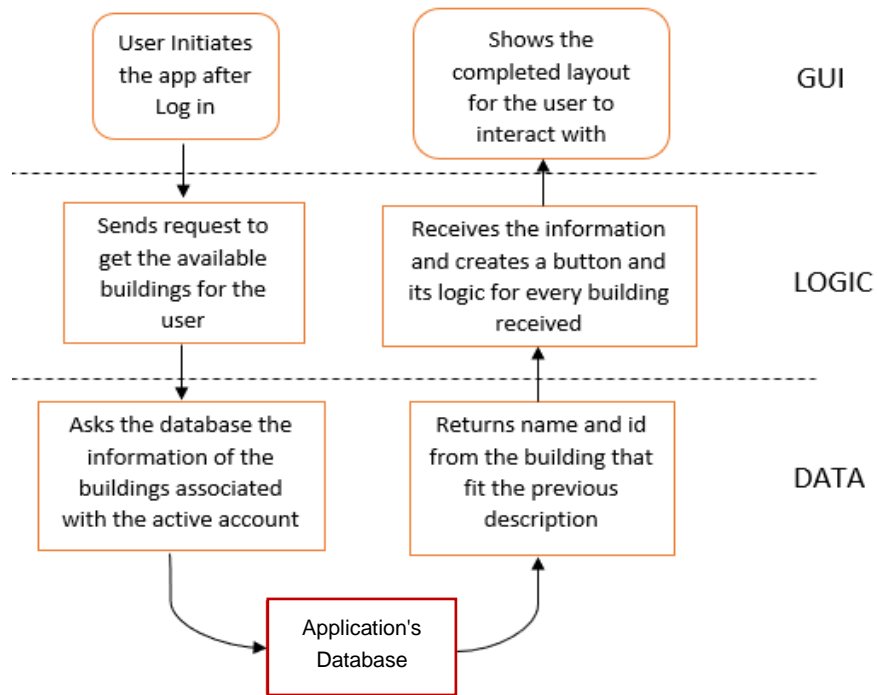 User Initiates
the app after
Log in
Shows the
completed layout
for the user to
interact with
GUI
Sends request to
get the available
buildings for the
user
Receives the information
and creates a button and
its logic for every building
received
LOGIC
Asks the database the
information of the
buildings associated
with the active account
Returns name and id
from the building that
fit the previous
description
DATA
Application's
Database